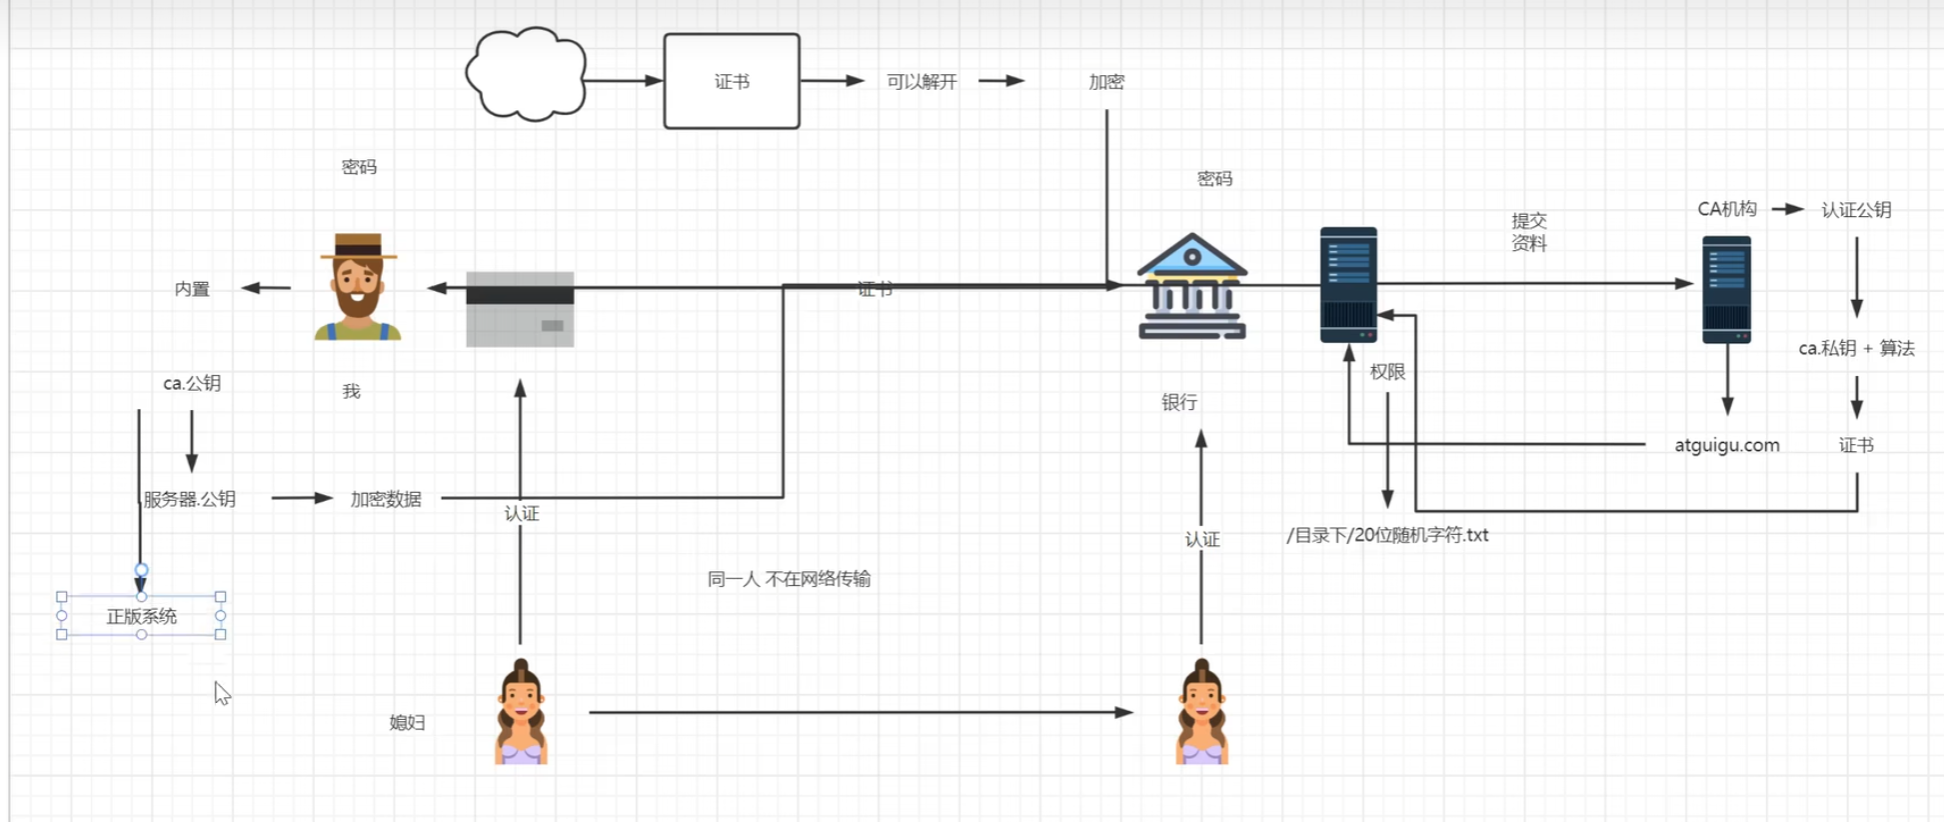 证书
可以解开
加密
密码
密码
CA机构
认证公钥
提交
资料
内置
证书
ca.私钥 + 算法
权限
ca.公钥
我
银行
atguigu.com
证书
服务器.公钥
加密数据
认证
/目录下/20位随机字符.txt
认证
同一人 不在网络传输
正版系统
媳妇